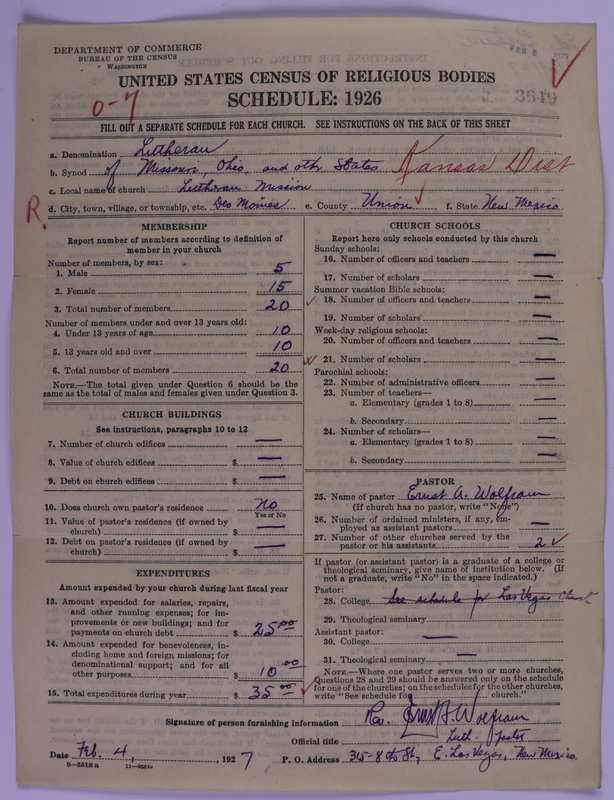 DEPARTMENT OF COMMERCE
BUREAU OF THE CENSUS
WASHINGTON
UNITED STATES CENSUS OF RELIGIOUS BODIES
SCHEDULE: 1926
3649
0-7
FILL OUT A SEPARATE SCHEDULE FOR EACH CHURCH. SEE INSTRUCTIONS ON THE BACK OF THIS SHEET
a. Denomination Lutheran
b. Synod of Missouri, Ohio, and other States Kansas Dist
c. Local name of church Lutheran Mission
R.
d. City, town, village, or township, etc. Des Moines e. County Union f. State New Mexico
MEMBERSHIP
Report number of members according to definition of
member in your church
Number of members, by sex:
1. Male 5
2. Female 15
3. Total number of members 20
Number of members under and over 13 years old:
4. Under 13 years of age 10
5. 13 years old and over 10
6. Total number of members 20
NOTE.—The total given under Question 6 should be the
same as the total of males and females given under Question 3.
CHURCH BUILDINGS
See instructions, paragraphs 10 to 12
7. Number of church edifices —
8. Value of church edifices $ —
9. Debt on church edifices $ —
10. Does church own pastor's residence No
Yes or No
11. Value of pastor's residence (if owned by
church) $ —
12. Debt on pastor's residence (if owned by
church) $ —
EXPENDITURES
Amount expended by your church during last fiscal year
13. Amount expended for salaries, repairs,
and other running expenses; for im-
provements or new buildings; and for
payments on church debt $ 25.00
14. Amount expended for benevolences, in-
cluding home and foreign missions; for
denominational support; and for all
other purposes $ 10.00
15. Total expenditures during year $ 35.00
CHURCH SCHOOLS
Report here only schools conducted by this church
Sunday schools:
16. Number of officers and teachers —
17. Number of scholars —
Summer vacation Bible schools:
18. Number of officers and teachers —
19. Number of scholars —
Week-day religious schools:
20. Number of officers and teachers —
21. Number of scholars —
Parochial schools:
22. Number of administrative officers —
23. Number of teachers—
a. Elementary (grades 1 to 8) —
b. Secondary —
24. Number of scholars—
a. Elementary (grades 1 to 8) —
b. Secondary —
PASTOR
25. Name of pastor Ernst A. Wolfram
(If church has no pastor, write "None")
26. Number of ordained ministers, if any, em-
ployed as assistant pastors —
27. Number of other churches served by the
pastor or his assistants 2
If pastor (or assistant pastor) is a graduate of a college or
theological seminary, give name of institution below. (If
not a graduate, write "No" in the space indicated.)
Pastor:
28. College See schedule for Las Vegas Church
29. Theological seminary
Assistant pastor:
30. College —
31. Theological seminary —
NOTE.—Where one pastor serves two or more churches,
Questions 28 and 29 should be answered only on the schedule
for one of the churches; on the schedules for the other churches,
write "See schedule for
Signature of person furnishing information Rev. Ernst A. Wolfram
Official title Luth. Pastor
Date Feb. 4, 1927 P. O. Address 315-8th St, E. Las Vegas, New Mexico.
8—5518a 11—9584